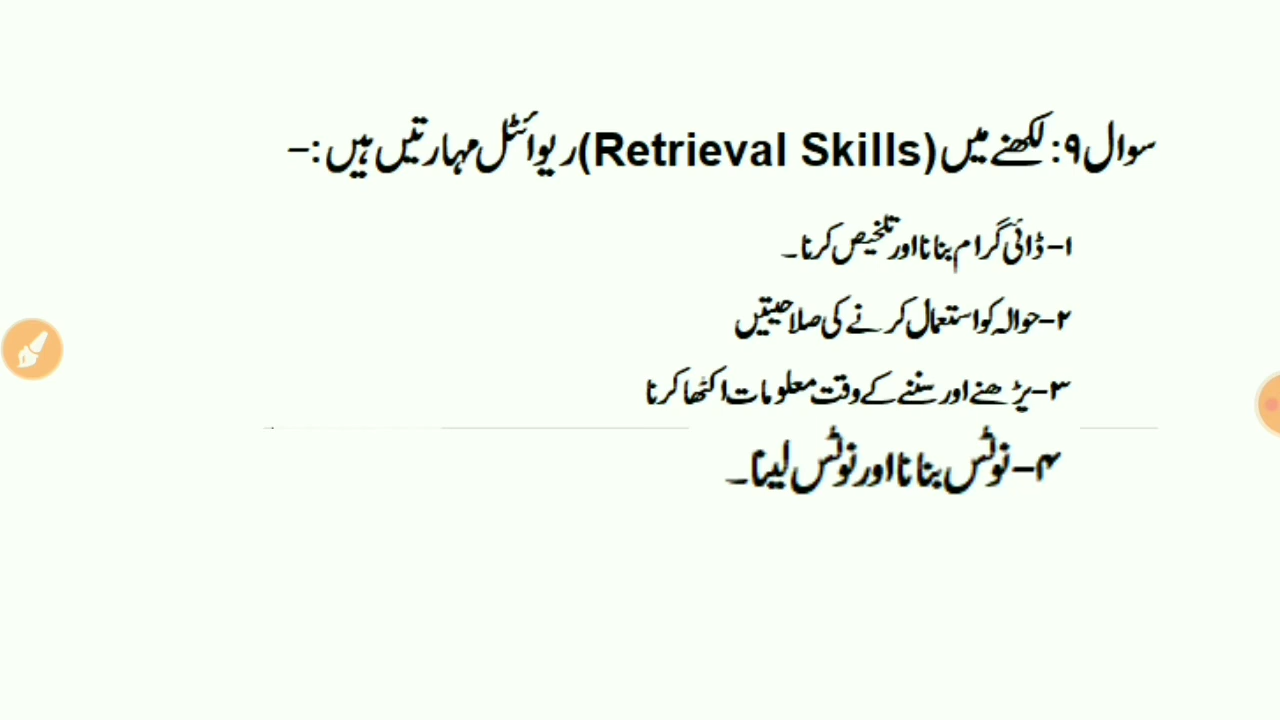 سوال ۹: لکھنے میں (Retrieval Skills) ریوائٹل مہارتیں ہیں :-
۱- ڈائی گرام بنانا اور تلخیص کرنا۔
۲- حوالہ کو استعمال کرنے کی صلاحیتیں
۳- پڑھنے اور سننے کے وقت معلومات اکٹھا کرنا
۴- نوٹس بنانا اور نوٹس لینا۔